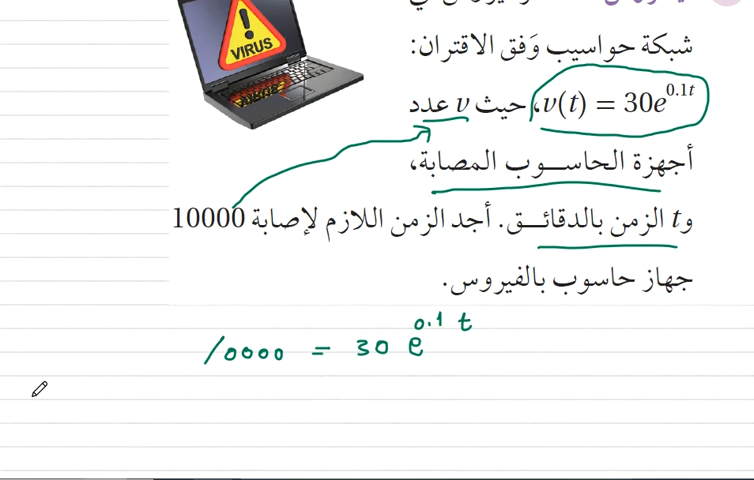 VIRUS
شبكة حواسيب وَفق الاقتران:
v(t) = 30e^{0.1t}، حيث v عدد
أجهزة الحاسوب المصابة،
وt الزمن بالدقائق. أجد الزمن اللازم لإصابة 10000
جهاز حاسوب بالفيروس.
10000 = 30 e^{0.1 t}